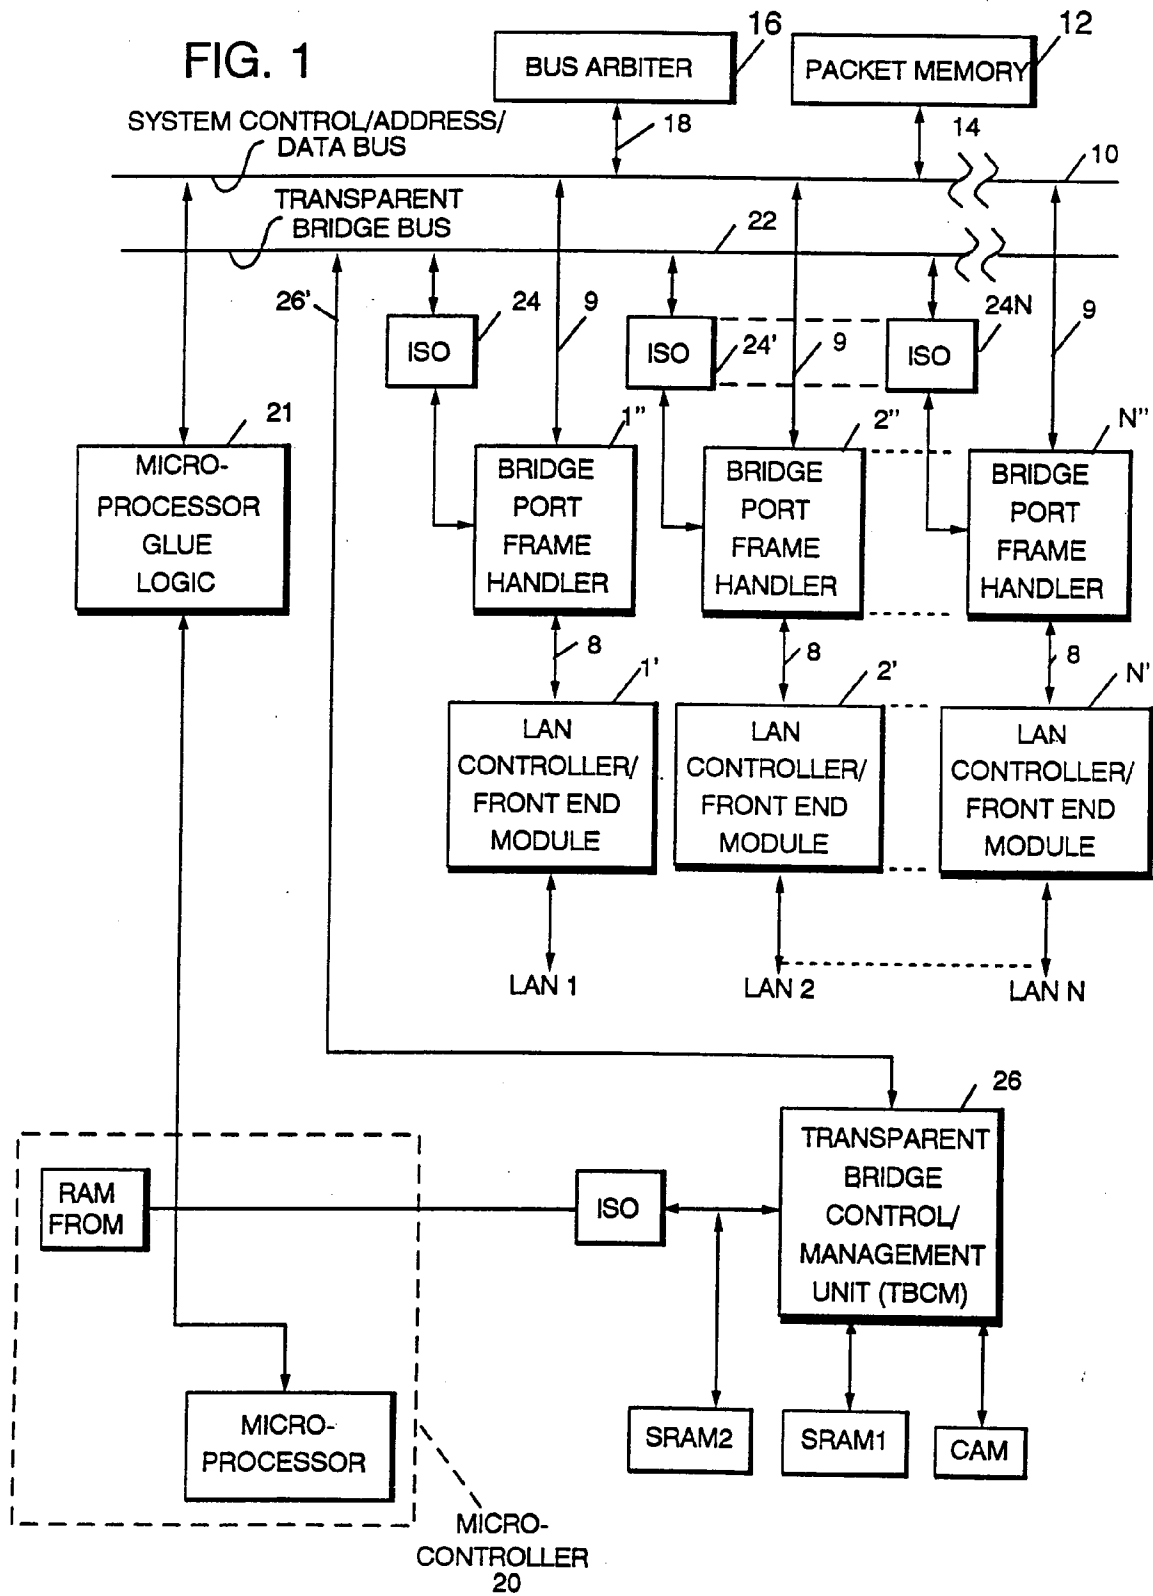 FIG. 1
BUS ARBITER
16
PACKET MEMORY
12
SYSTEM CONTROL/ADDRESS/
DATA BUS
18
14
10
TRANSPARENT
BRIDGE BUS
22
26'
ISO
24
9
ISO
24'
9
ISO
24N
9
MICRO-
PROCESSOR
GLUE
LOGIC
21
BRIDGE
PORT
FRAME
HANDLER
1"
BRIDGE
PORT
FRAME
HANDLER
2"
BRIDGE
PORT
FRAME
HANDLER
N"
8
8
8
LAN
CONTROLLER/
FRONT END
MODULE
1'
LAN
CONTROLLER/
FRONT END
MODULE
2'
LAN
CONTROLLER/
FRONT END
MODULE
N'
LAN 1
LAN 2
LAN N
26
TRANSPARENT
BRIDGE
CONTROL/
MANAGEMENT
UNIT (TBCM)
RAM
FROM
ISO
SRAM2
SRAM1
CAM
MICRO-
PROCESSOR
MICRO-
CONTROLLER
20